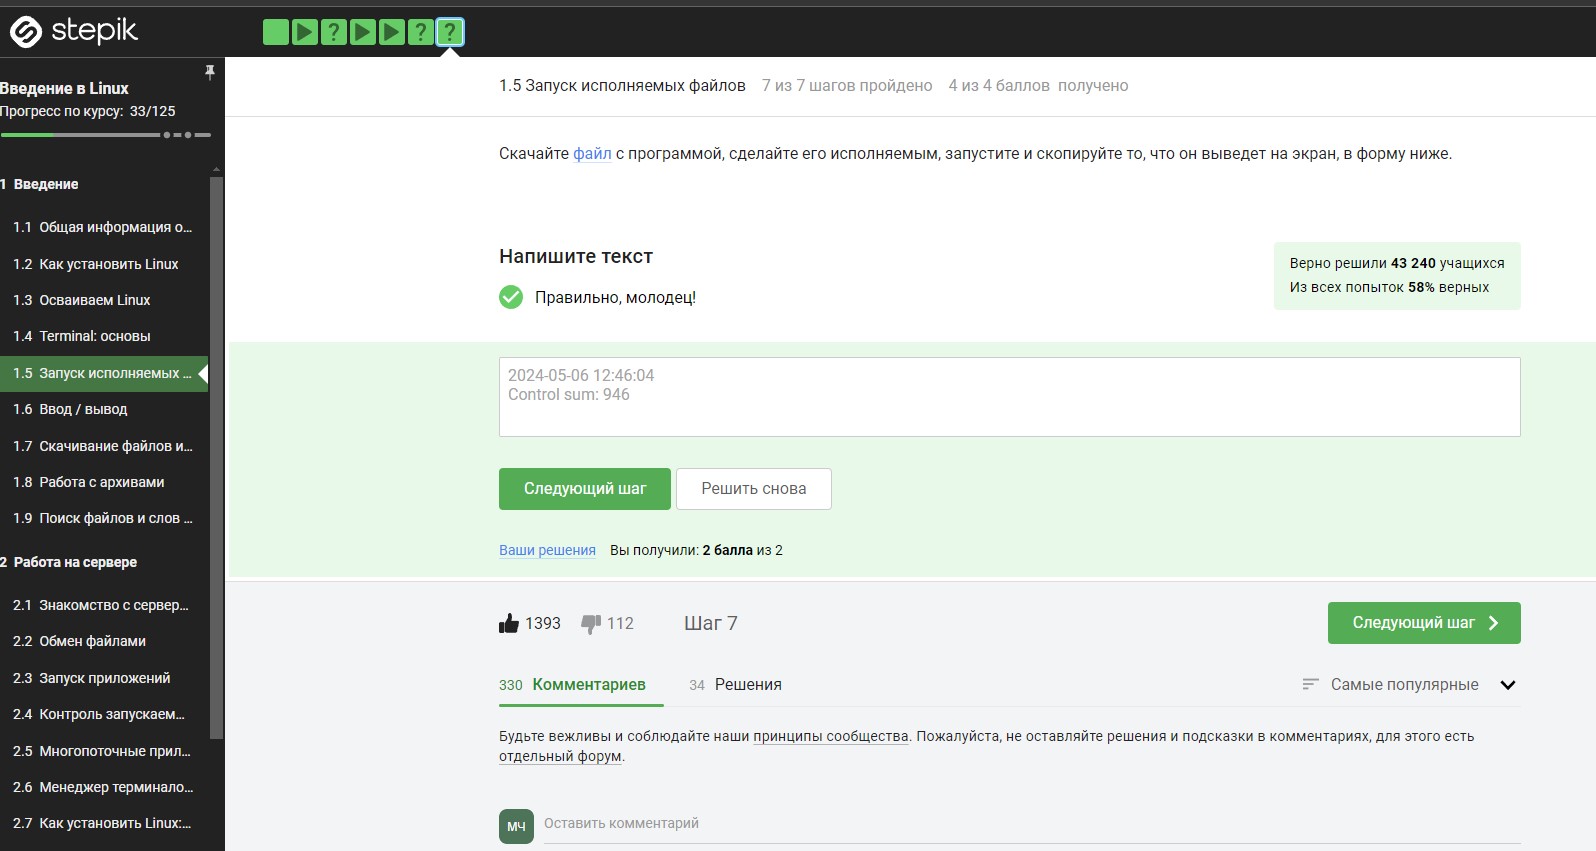 stepik
?
?
?
Введение в Linux
Прогресс по курсу: 33/125
1 Введение
1.1 Общая информация о...
1.2 Как установить Linux
1.3 Осваиваем Linux
1.4 Terminal: основы
1.5 Запуск исполняемых ...
1.6 Ввод / вывод
1.7 Скачивание файлов и...
1.8 Работа с архивами
1.9 Поиск файлов и слов ...
2 Работа на сервере
2.1 Знакомство с сервер...
2.2 Обмен файлами
2.3 Запуск приложений
2.4 Контроль запускаем...
2.5 Многопоточные прил...
2.6 Менеджер терминало...
2.7 Как установить Linux:...
1.5 Запуск исполняемых файлов 7 из 7 шагов пройдено 4 из 4 баллов получено
Скачайте файл с программой, сделайте его исполняемым, запустите и скопируйте то, что он выведет на экран, в форму ниже.
Напишите текст
Правильно, молодец!
Верно решили 43 240 учащихся
Из всех попыток 58% верных
2024-05-06 12:46:04
Control sum: 946
Следующий шаг
Решить снова
Ваши решения Вы получили: 2 балла из 2
1393 112 Шаг 7
Следующий шаг
330 Комментариев 34 Решения
Самые популярные
Будьте вежливы и соблюдайте наши принципы сообщества. Пожалуйста, не оставляйте решения и подсказки в комментариях, для этого есть
отдельный форум.
МЧ Оставить комментарий